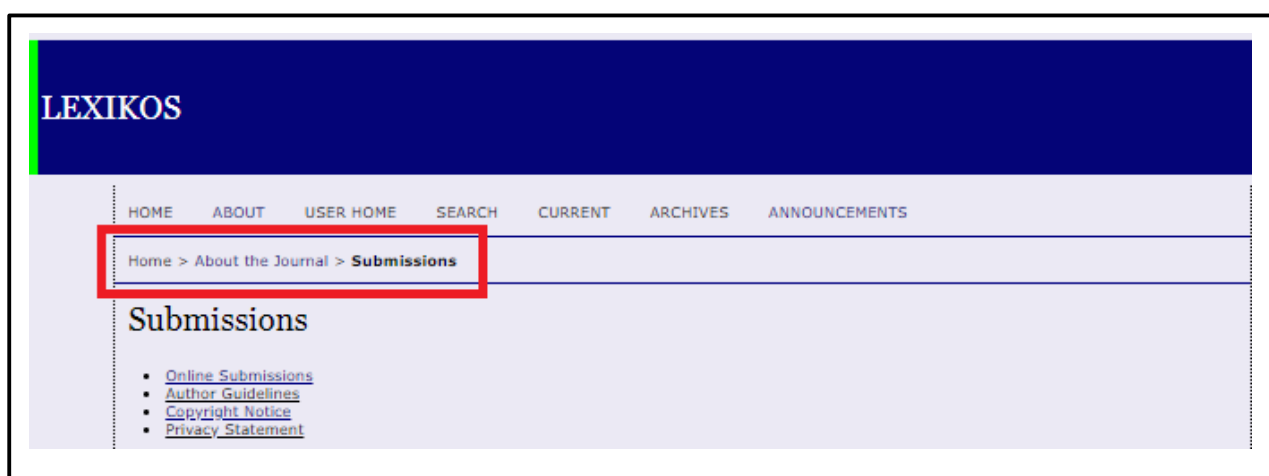 LEXIKOS
HOME ABOUT USER HOME SEARCH CURRENT ARCHIVES ANNOUNCEMENTS
Home > About the Journal > Submissions
Submissions
• Online Submissions
• Author Guidelines
• Copyright Notice
• Privacy Statement